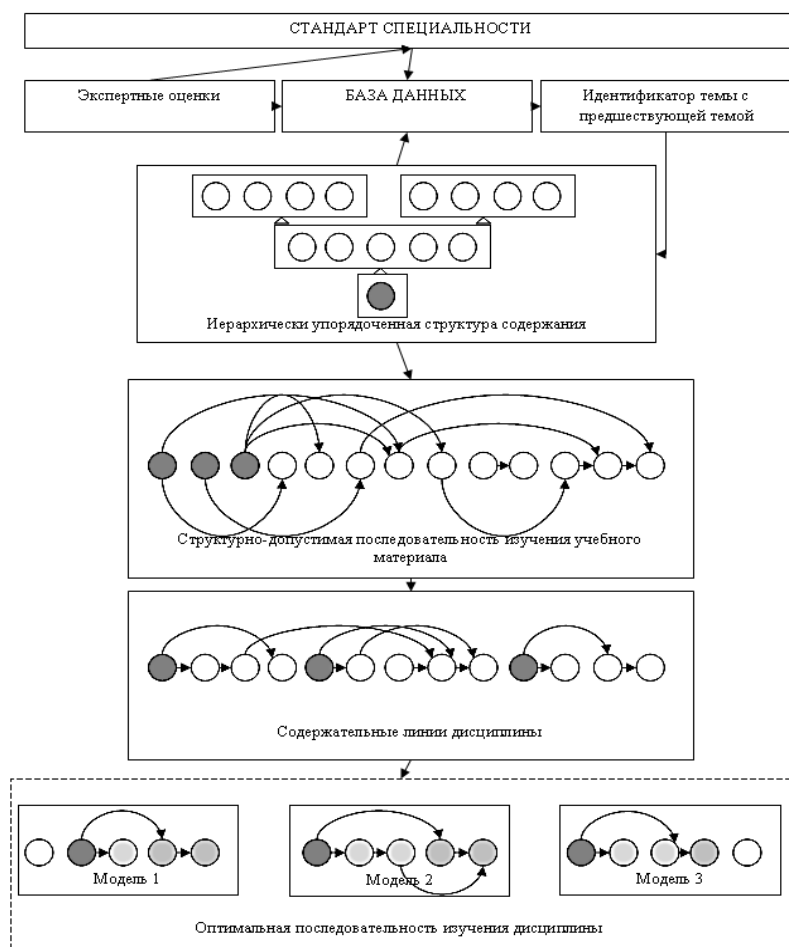 СТАНДАРТ СПЕЦИАЛЬНОСТИ
Экспертные оценки
БАЗА ДАННЫХ
Идентификатор темы с
предшествующей темой
Иерархически упорядоченная структура содержания
Структурно-допустимая последовательность изучения учебного
материала
Содержательные линии дисциплины
Модель 1
Модель 2
Модель 3
Оптимальная последовательность изучения дисциплины